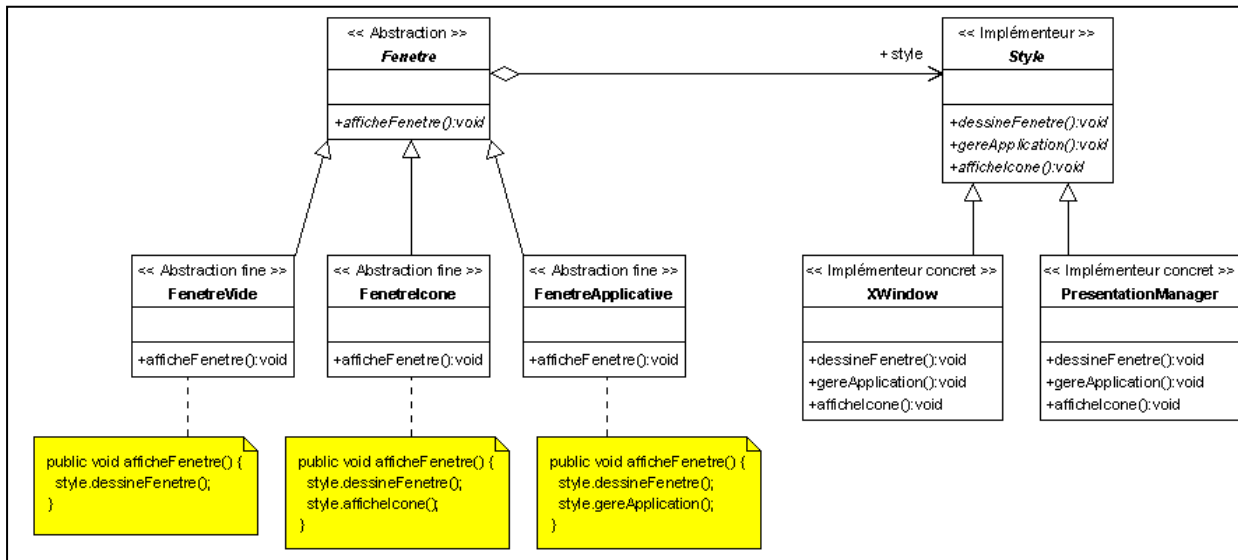 << Abstraction >>
Fenetre
+afficheFenetre():void
+ style
<< Implémenteur >>
Style
+dessineFenetre():void
+gereApplication():void
+afficheIcone():void
<< Abstraction fine >>
FenetreVide
+afficheFenetre():void
<< Abstraction fine >>
FenetreIcone
+afficheFenetre():void
<< Abstraction fine >>
FenetreApplicative
+afficheFenetre():void
<< Implémenteur concret >>
XWindow
+dessineFenetre():void
+gereApplication():void
+afficheIcone():void
<< Implémenteur concret >>
PresentationManager
+dessineFenetre():void
+gereApplication():void
+afficheIcone():void
public void afficheFenetre() {
style.dessineFenetre();
}
public void afficheFenetre() {
style.dessineFenetre();
style.afficheIcone();
}
public void afficheFenetre() {
style.dessineFenetre();
style.gereApplication();
}